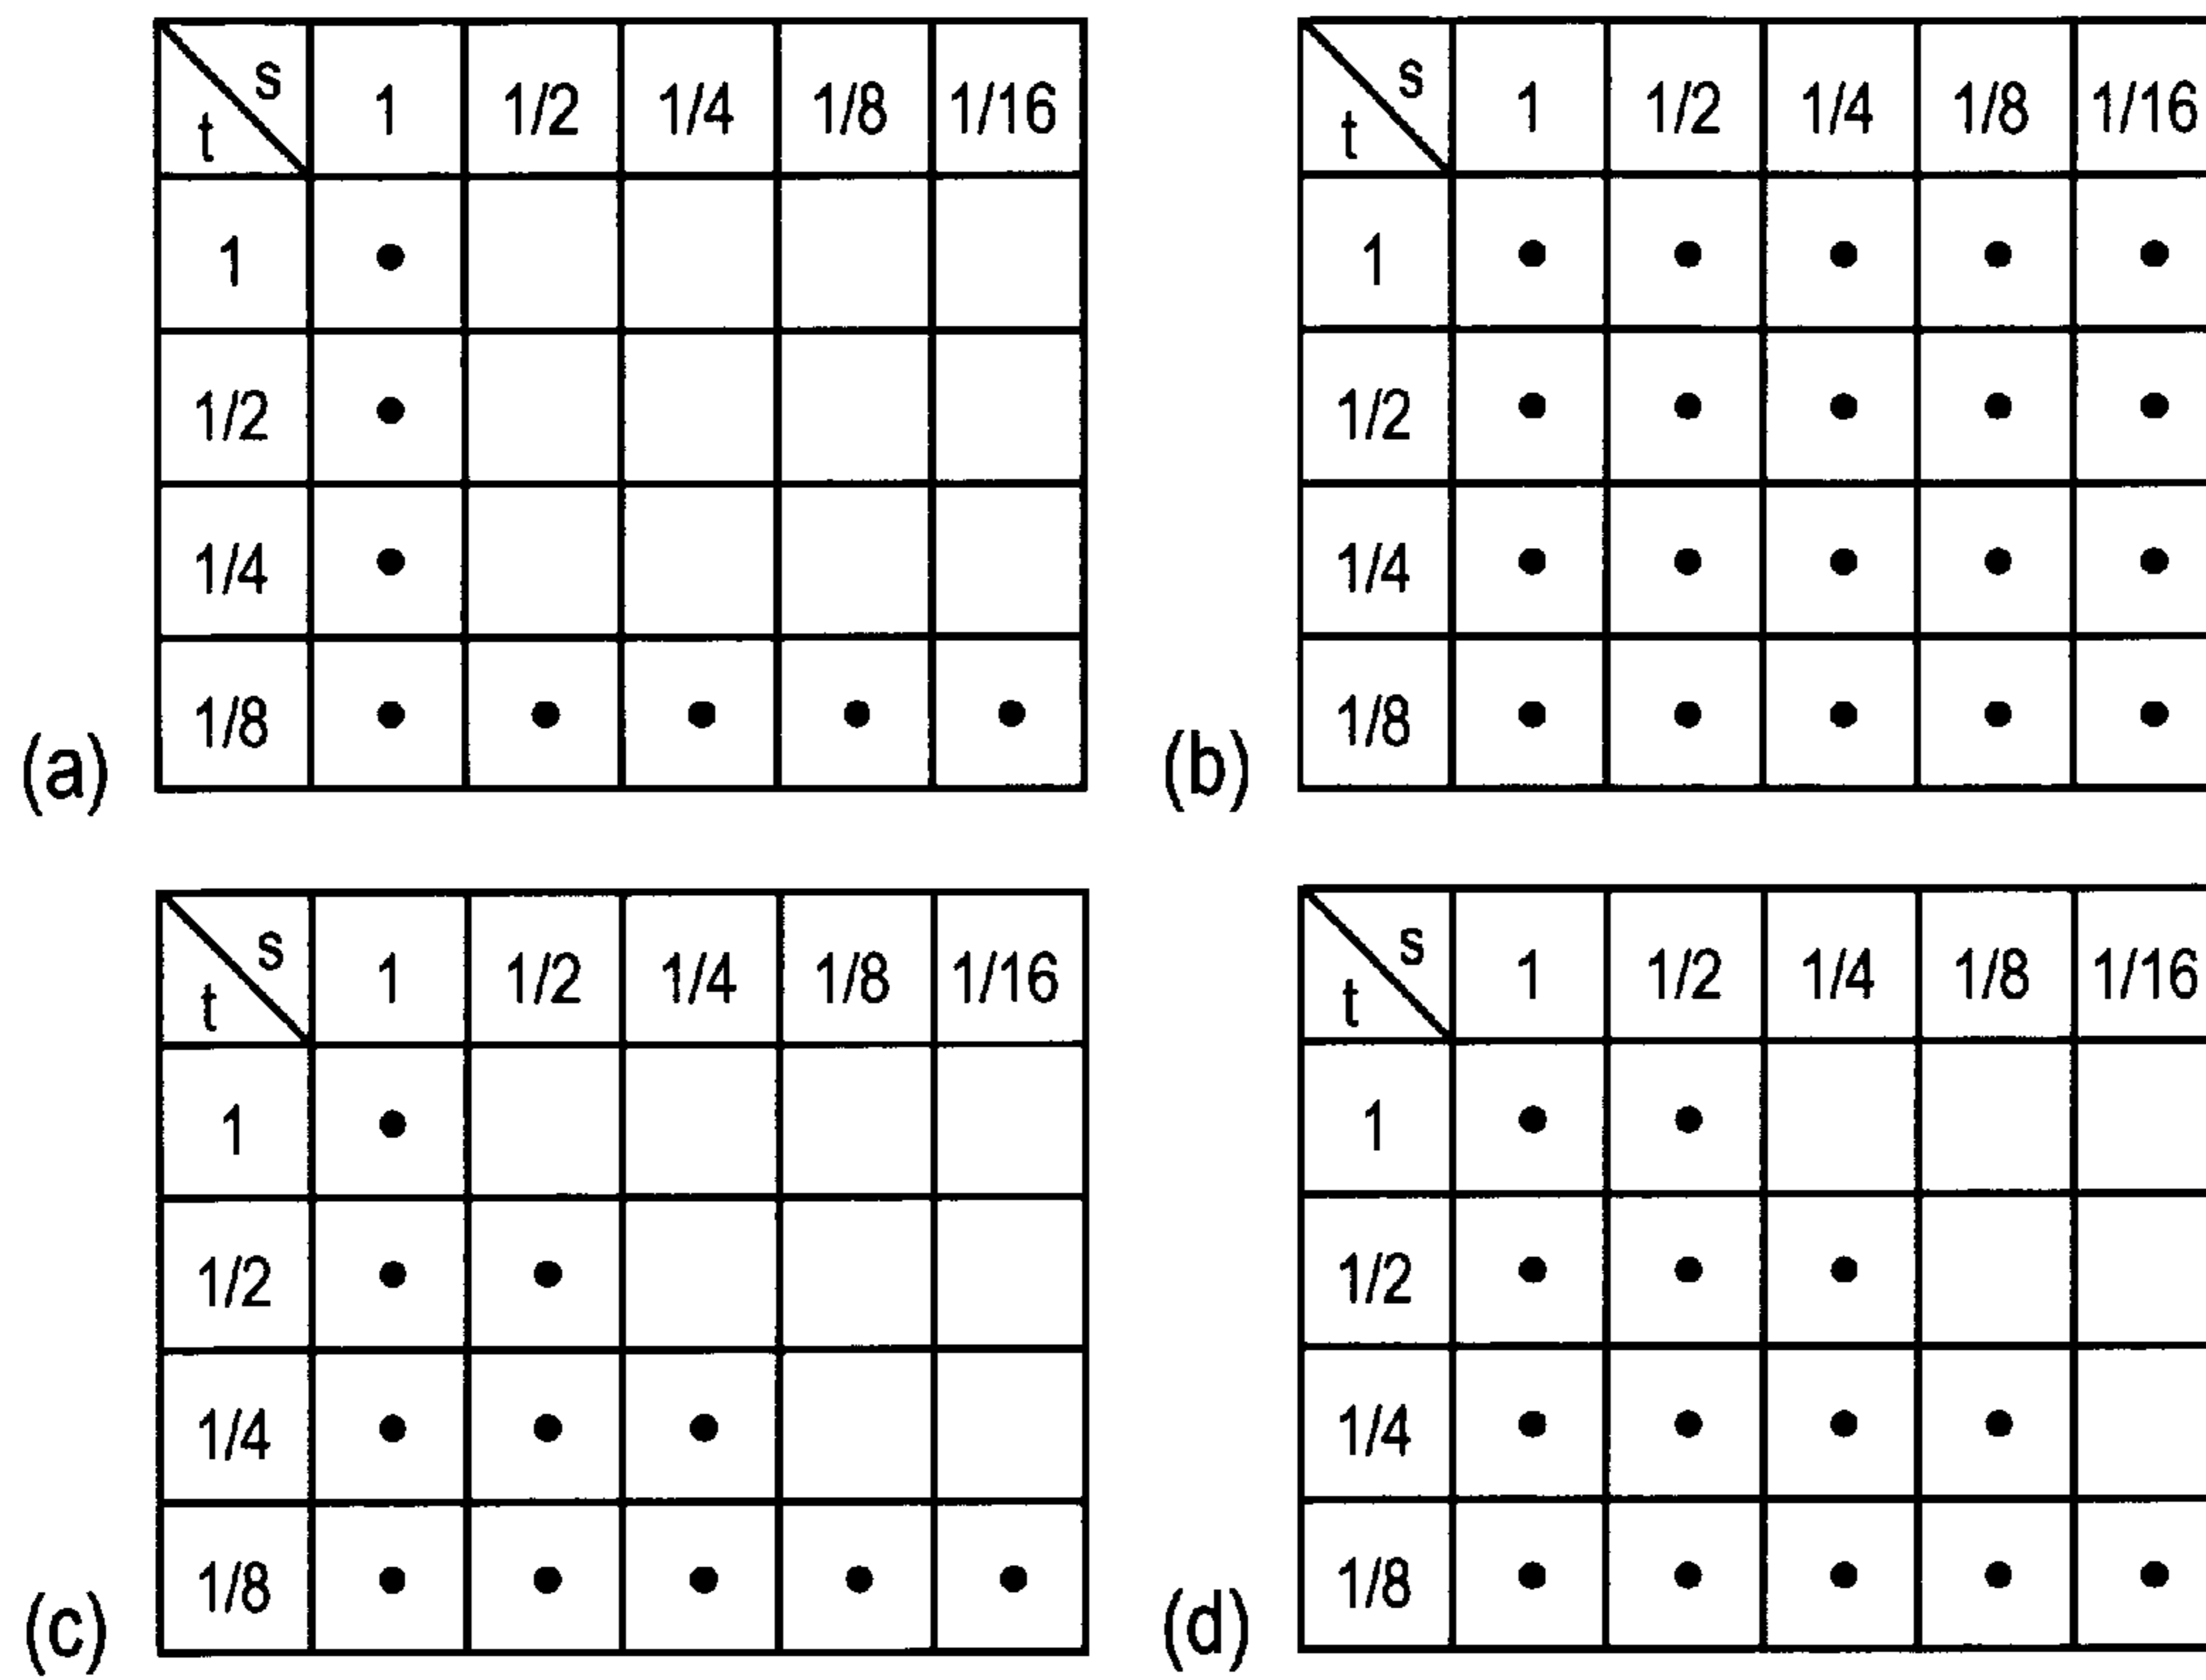 s
t 1 1/2 1/4 1/8 1/16
1 • 
1/2 •
1/4 •
1/8 • • • • •
(a)
s
t 1 1/2 1/4 1/8 1/16
1 • • • • •
1/2 • • • • •
1/4 • • • • •
1/8 • • • • •
(b)
s
t 1 1/2 1/4 1/8 1/16
1 •
1/2 • •
1/4 • • •
1/8 • • • • •
(c)
s
t 1 1/2 1/4 1/8 1/16
1 • •
1/2 • • •
1/4 • • • •
1/8 • • • • •
(d)